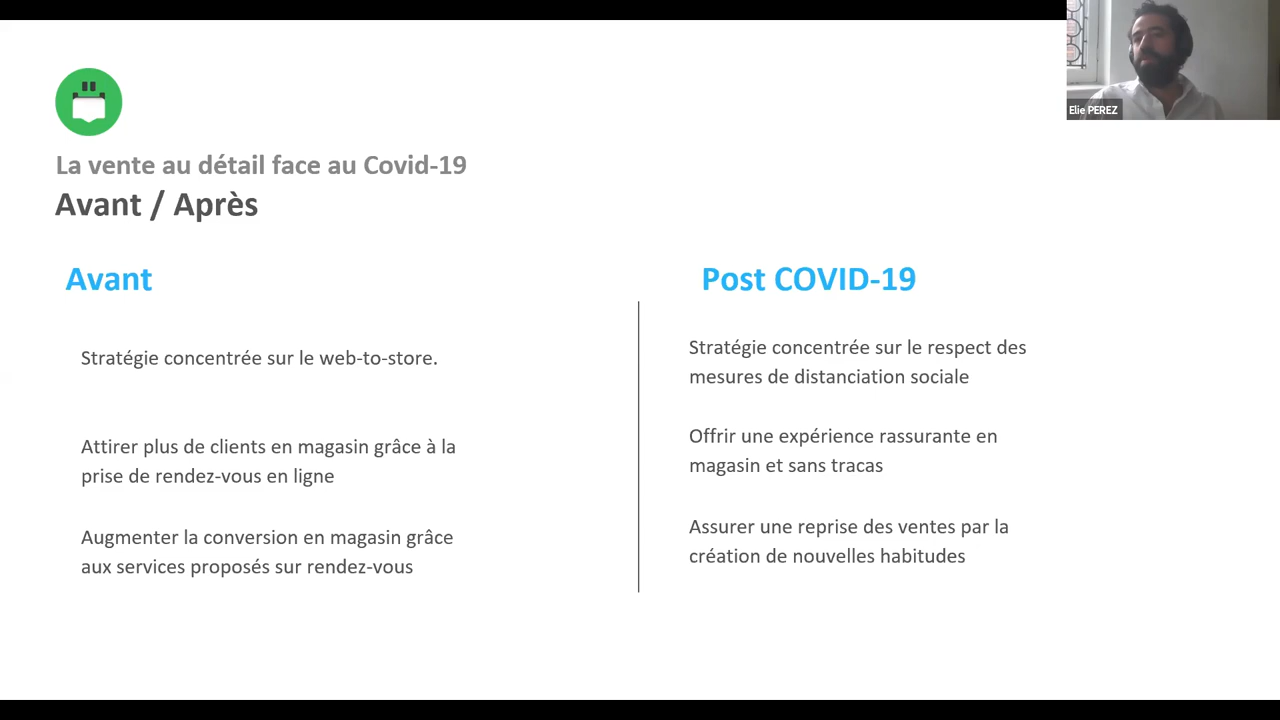 Elie PEREZ
La vente au détail face au Covid-19
Avant / Après
Avant
Stratégie concentrée sur le web-to-store.
Attirer plus de clients en magasin grâce à la
prise de rendez-vous en ligne
Augmenter la conversion en magasin grâce
aux services proposés sur rendez-vous
Post COVID-19
Stratégie concentrée sur le respect des
mesures de distanciation sociale
Offrir une expérience rassurante en
magasin et sans tracas
Assurer une reprise des ventes par la
création de nouvelles habitudes